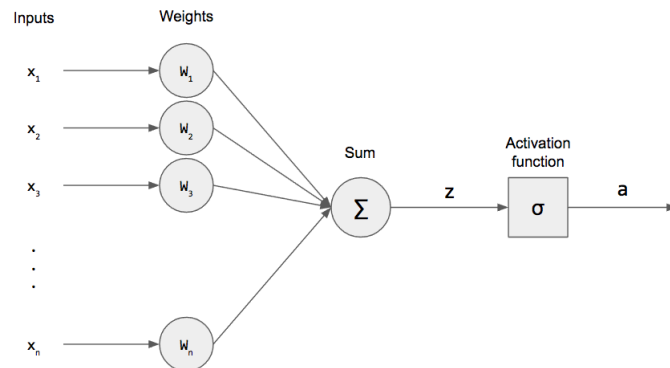 Inputs
Weights
x₁
W₁
x₂
W₂
x₃
W₃
.
.
.
xₙ
Wₙ
Sum
Σ
z
Activation
function
σ
a